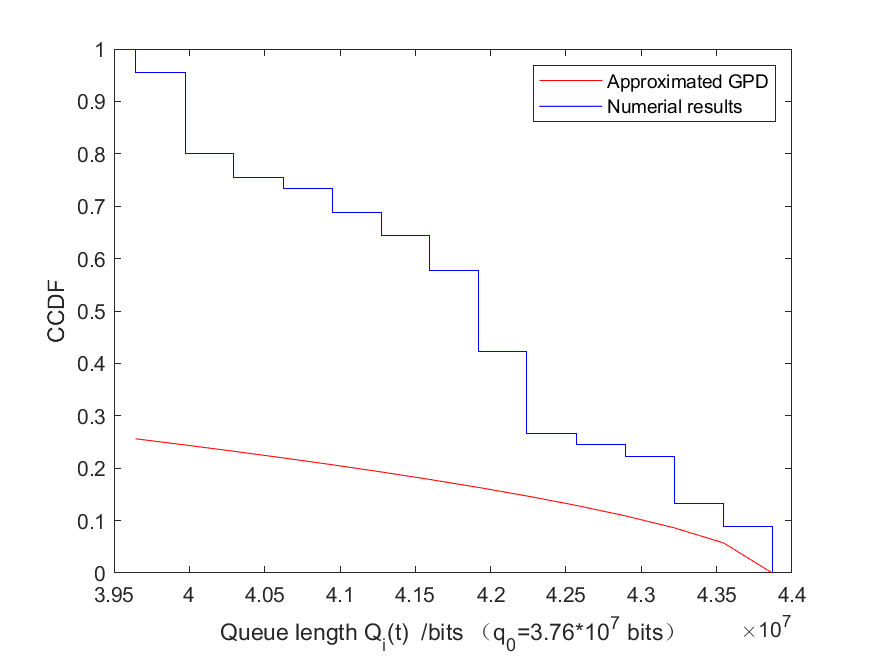 1
0.9
0.8
0.7
0.6
0.5
0.4
0.3
0.2
0.1
0
CCDF
Approximated GPD
Numerial results
3.95 4 4.05 4.1 4.15 4.2 4.25 4.3 4.35 4.4
×10^7
Queue length Q_i(t) /bits （q_0=3.76*10^7 bits）